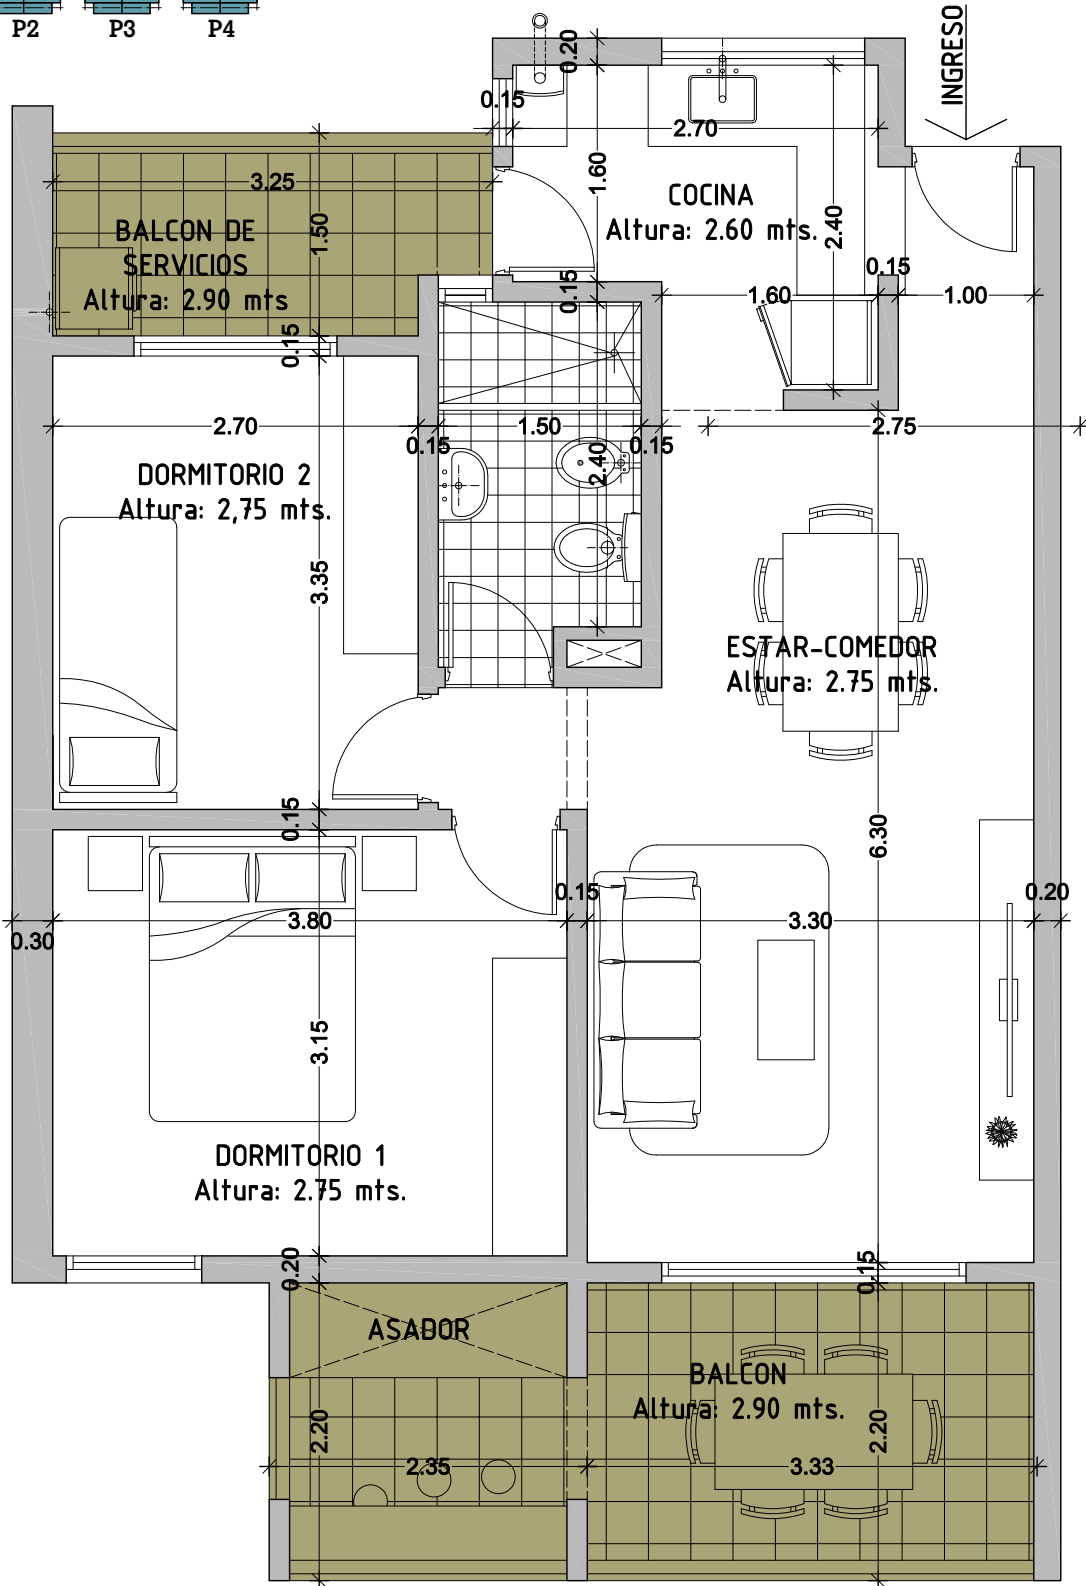 P2 P3 P4
INGRESO
0.20
0.15
2.70
2.40
1.60
3.25
1.50
COCINA
Altura: 2.60 mts.
BALCON DE
SERVICIOS
Altura: 2.90 mts
0.15
0.15
1.60
0.15
1.00
2.70
0.15
1.50
0.15
2.75
2.40
DORMITORIO 2
Altura: 2,75 mts.
3.35
ESTAR-COMEDOR
Altura: 2.75 mts.
0.15
6.30
0.30
3.80
0.15
3.30
0.20
3.15
DORMITORIO 1
Altura: 2.75 mts.
0.20
0.15
ASADOR
BALCON
Altura: 2.90 mts.
2.20
2.20
2.35
3.33